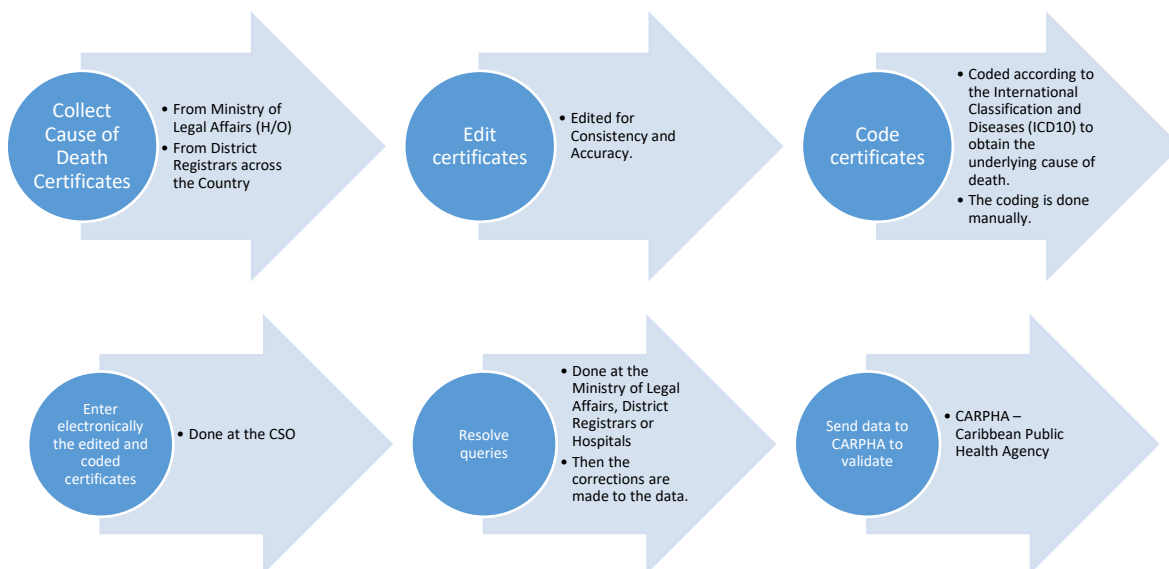 Collect
Cause of
Death
Certificates
• From Ministry of
Legal Affairs (H/O)
• From District
Registrars across
the Country
Edit
certificates
• Edited for
Consistency and
Accuracy.
Code
certificates
• Coded according to
the International
Classification and
Diseases (ICD10) to
obtain the
underlying cause of
death.
• The coding is done
manually.
Enter
electronically
the edited and
coded
certificates
• Done at the CSO
Resolve
queries
• Done at the
Ministry of Legal
Affairs, District
Registrars or
Hospitals
• Then the
corrections are
made to the data.
Send data to
CARPHA to
validate
• CARPHA –
Caribbean Public
Health Agency